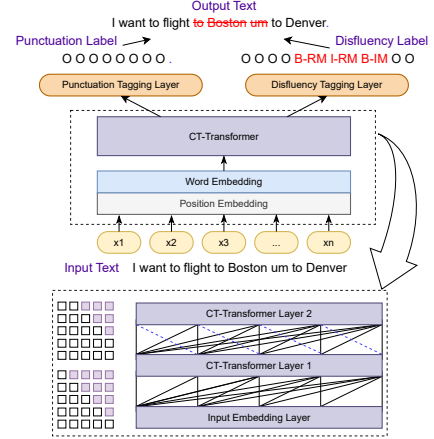 Output Text
I want to flight to Boston um to Denver.
Punctuation Label
Disfluency Label
O O O O O O O O .
O O O O B-RM I-RM B-IM O O
Punctuation Tagging Layer
Disfluency Tagging Layer
CT-Transformer
Word Embedding
Position Embedding
x1 x2 x3 ... xn
Input Text I want to flight to Boston um to Denver
CT-Transformer Layer 2
CT-Transformer Layer 1
Input Embedding Layer